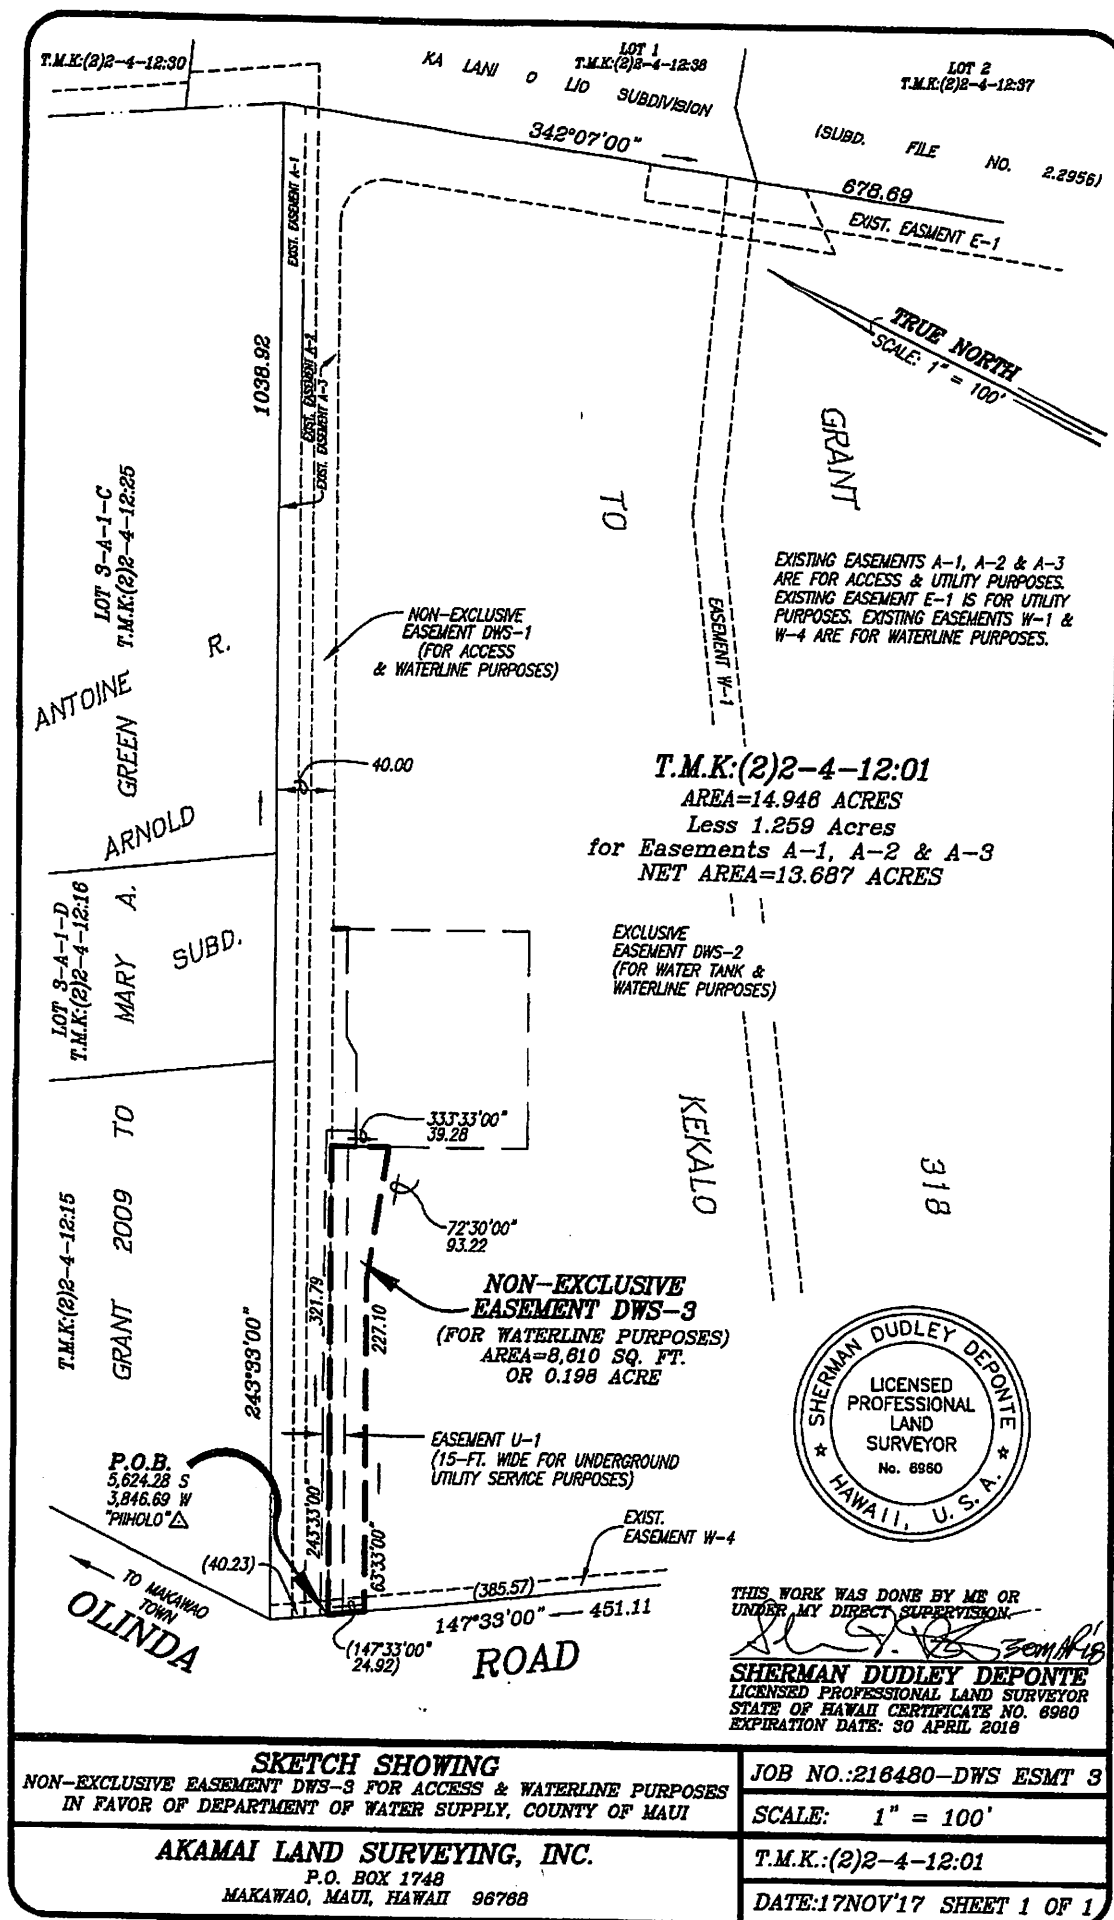 T.M.K:(2)2-4-12:30
KA LANI O LIO SUBDIVISION
LOT 1
T.M.K:(2)2-4-12:38
LOT 2
T.M.K:(2)2-4-12:37
(SUBD. FILE NO. 2.2956)
342°07'00"
678.69
EXIST. EASMENT E-1
EXIST. EASEMENT A-1
TRUE NORTH
SCALE: 1" = 100'
1038.92
EXIST. EASEMENT A-2
EXIST. EASEMENT A-3
GRANT
TO
LOT 3-A-1-C
T.M.K:(2)2-4-12:25
EXISTING EASEMENTS A-1, A-2 & A-3
ARE FOR ACCESS & UTILITY PURPOSES.
EXISTING EASEMENT E-1 IS FOR UTILITY
PURPOSES. EXISTING EASEMENTS W-1 &
W-4 ARE FOR WATERLINE PURPOSES.
NON-EXCLUSIVE
EASEMENT DWS-1
(FOR ACCESS
& WATERLINE PURPOSES)
EASEMENT W-1
ANTOINE R.
ARNOLD
SUBD.
40.00
T.M.K:(2)2-4-12:01
AREA=14.946 ACRES
Less 1.259 Acres
for Easements A-1, A-2 & A-3
NET AREA=13.687 ACRES
LOT 3-A-1-D
T.M.K:(2)2-4-12:16
EXCLUSIVE
EASEMENT DWS-2
(FOR WATER TANK &
WATERLINE PURPOSES)
GRANT 2009 TO MARY A. GREEN
333°33'00"
39.28
KEKALO
318
T.M.K:(2)2-4-12:15
72°30'00"
93.22
NON-EXCLUSIVE
EASEMENT DWS-3
(FOR WATERLINE PURPOSES)
AREA=8,610 SQ. FT.
OR 0.198 ACRE
321.79
227.10
243°33'00"
SHERMAN DUDLEY DEPONTE
LICENSED
PROFESSIONAL
LAND
SURVEYOR
No. 6960
HAWAII, U.S.A.
EASEMENT U-1
(15-FT. WIDE FOR UNDERGROUND
UTILITY SERVICE PURPOSES)
P.O.B.
5,624.28 S
3,846.69 W
"PIIHOLO"
243°33'00"
63°33'00"
EXIST.
EASEMENT W-4
(40.23)
(385.57)
TO MAKAWAO
TOWN
147°33'00" — 451.11
(147°33'00"
24.92)
OLINDA ROAD
THIS WORK WAS DONE BY ME OR
UNDER MY DIRECT SUPERVISION.
30MAR'18
SHERMAN DUDLEY DEPONTE
LICENSED PROFESSIONAL LAND SURVEYOR
STATE OF HAWAII CERTIFICATE NO. 6960
EXPIRATION DATE: 30 APRIL 2018
SKETCH SHOWING
NON-EXCLUSIVE EASEMENT DWS-3 FOR ACCESS & WATERLINE PURPOSES
IN FAVOR OF DEPARTMENT OF WATER SUPPLY, COUNTY OF MAUI
AKAMAI LAND SURVEYING, INC.
P.O. BOX 1748
MAKAWAO, MAUI, HAWAII 96768
JOB NO.:216480-DWS ESMT 3
SCALE: 1" = 100'
T.M.K.:(2)2-4-12:01
DATE:17NOV'17 SHEET 1 OF 1